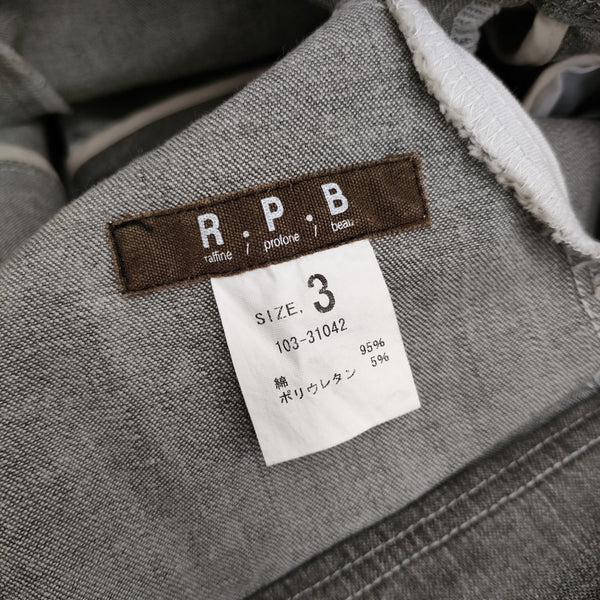 R ; P ; B
raffine profone beau
SIZE. 3
103-31042
綿 95%
ポリウレタン 5%